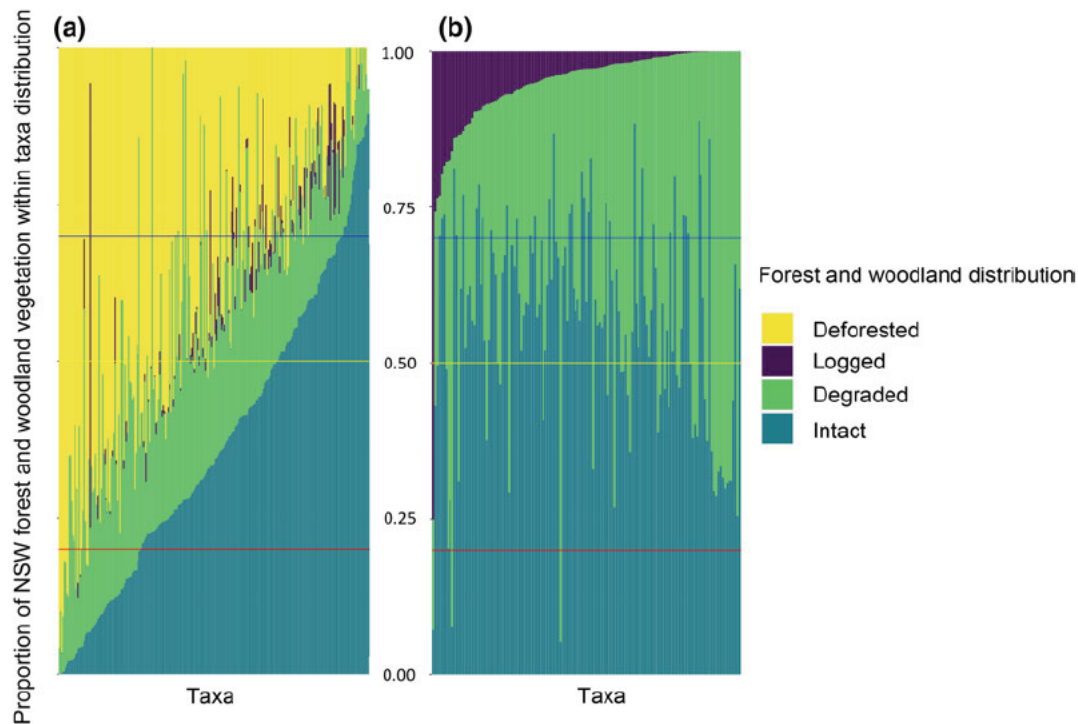 (a)
(b)
Proportion of NSW forest and woodland vegetation within taxa distribution
1.00
0.75
0.50
0.25
0.00
Taxa
Taxa
Forest and woodland distribution
Deforested
Logged
Degraded
Intact